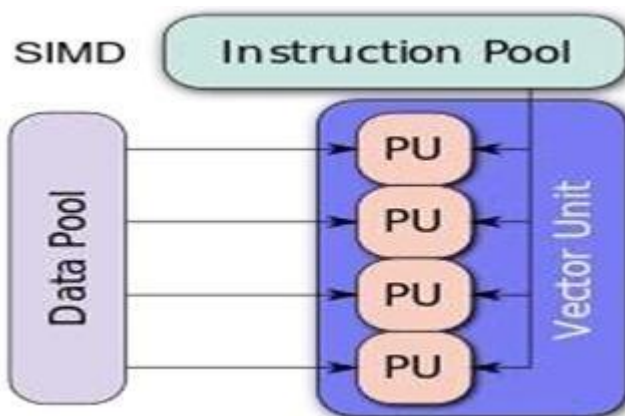 SIMD
Instruction Pool
Data Pool
PU
PU
PU
PU
Vector Unit